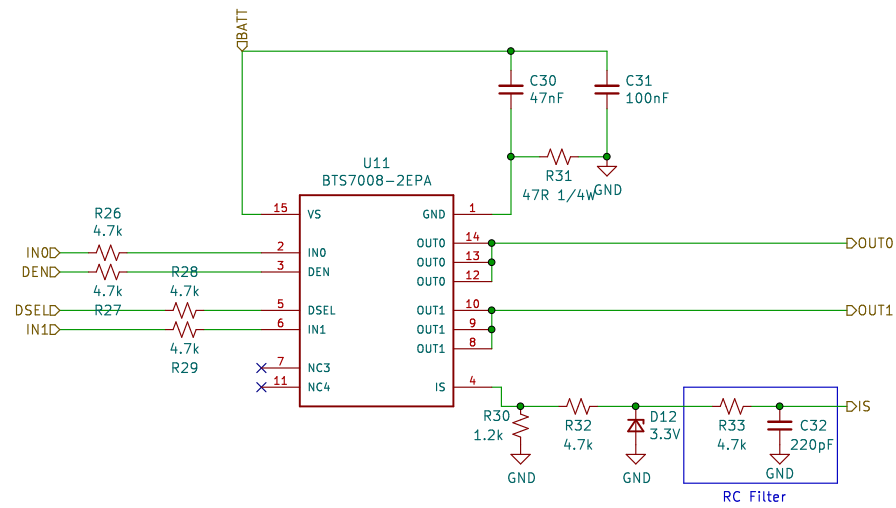 BATT
C30
47nF
C31
100nF
U11
BTS7008-2EPA
R31
47R 1/4W
GND
15 VS
GND 1
R26
4.7k
IN0
2 IN0
DEN
3 DEN
4.7k
R27
R28
4.7k
DSEL
5 DSEL
IN1
6 IN1
4.7k
R29
7 NC3
11 NC4
OUT0 14
OUT0 13
OUT0 12
OUT0
OUT1 10
OUT1 9
OUT1 8
OUT1
IS 4
R30
1.2k
GND
R32
4.7k
D12
3.3V
GND
R33
4.7k
C32
220pF
GND
IS
RC Filter